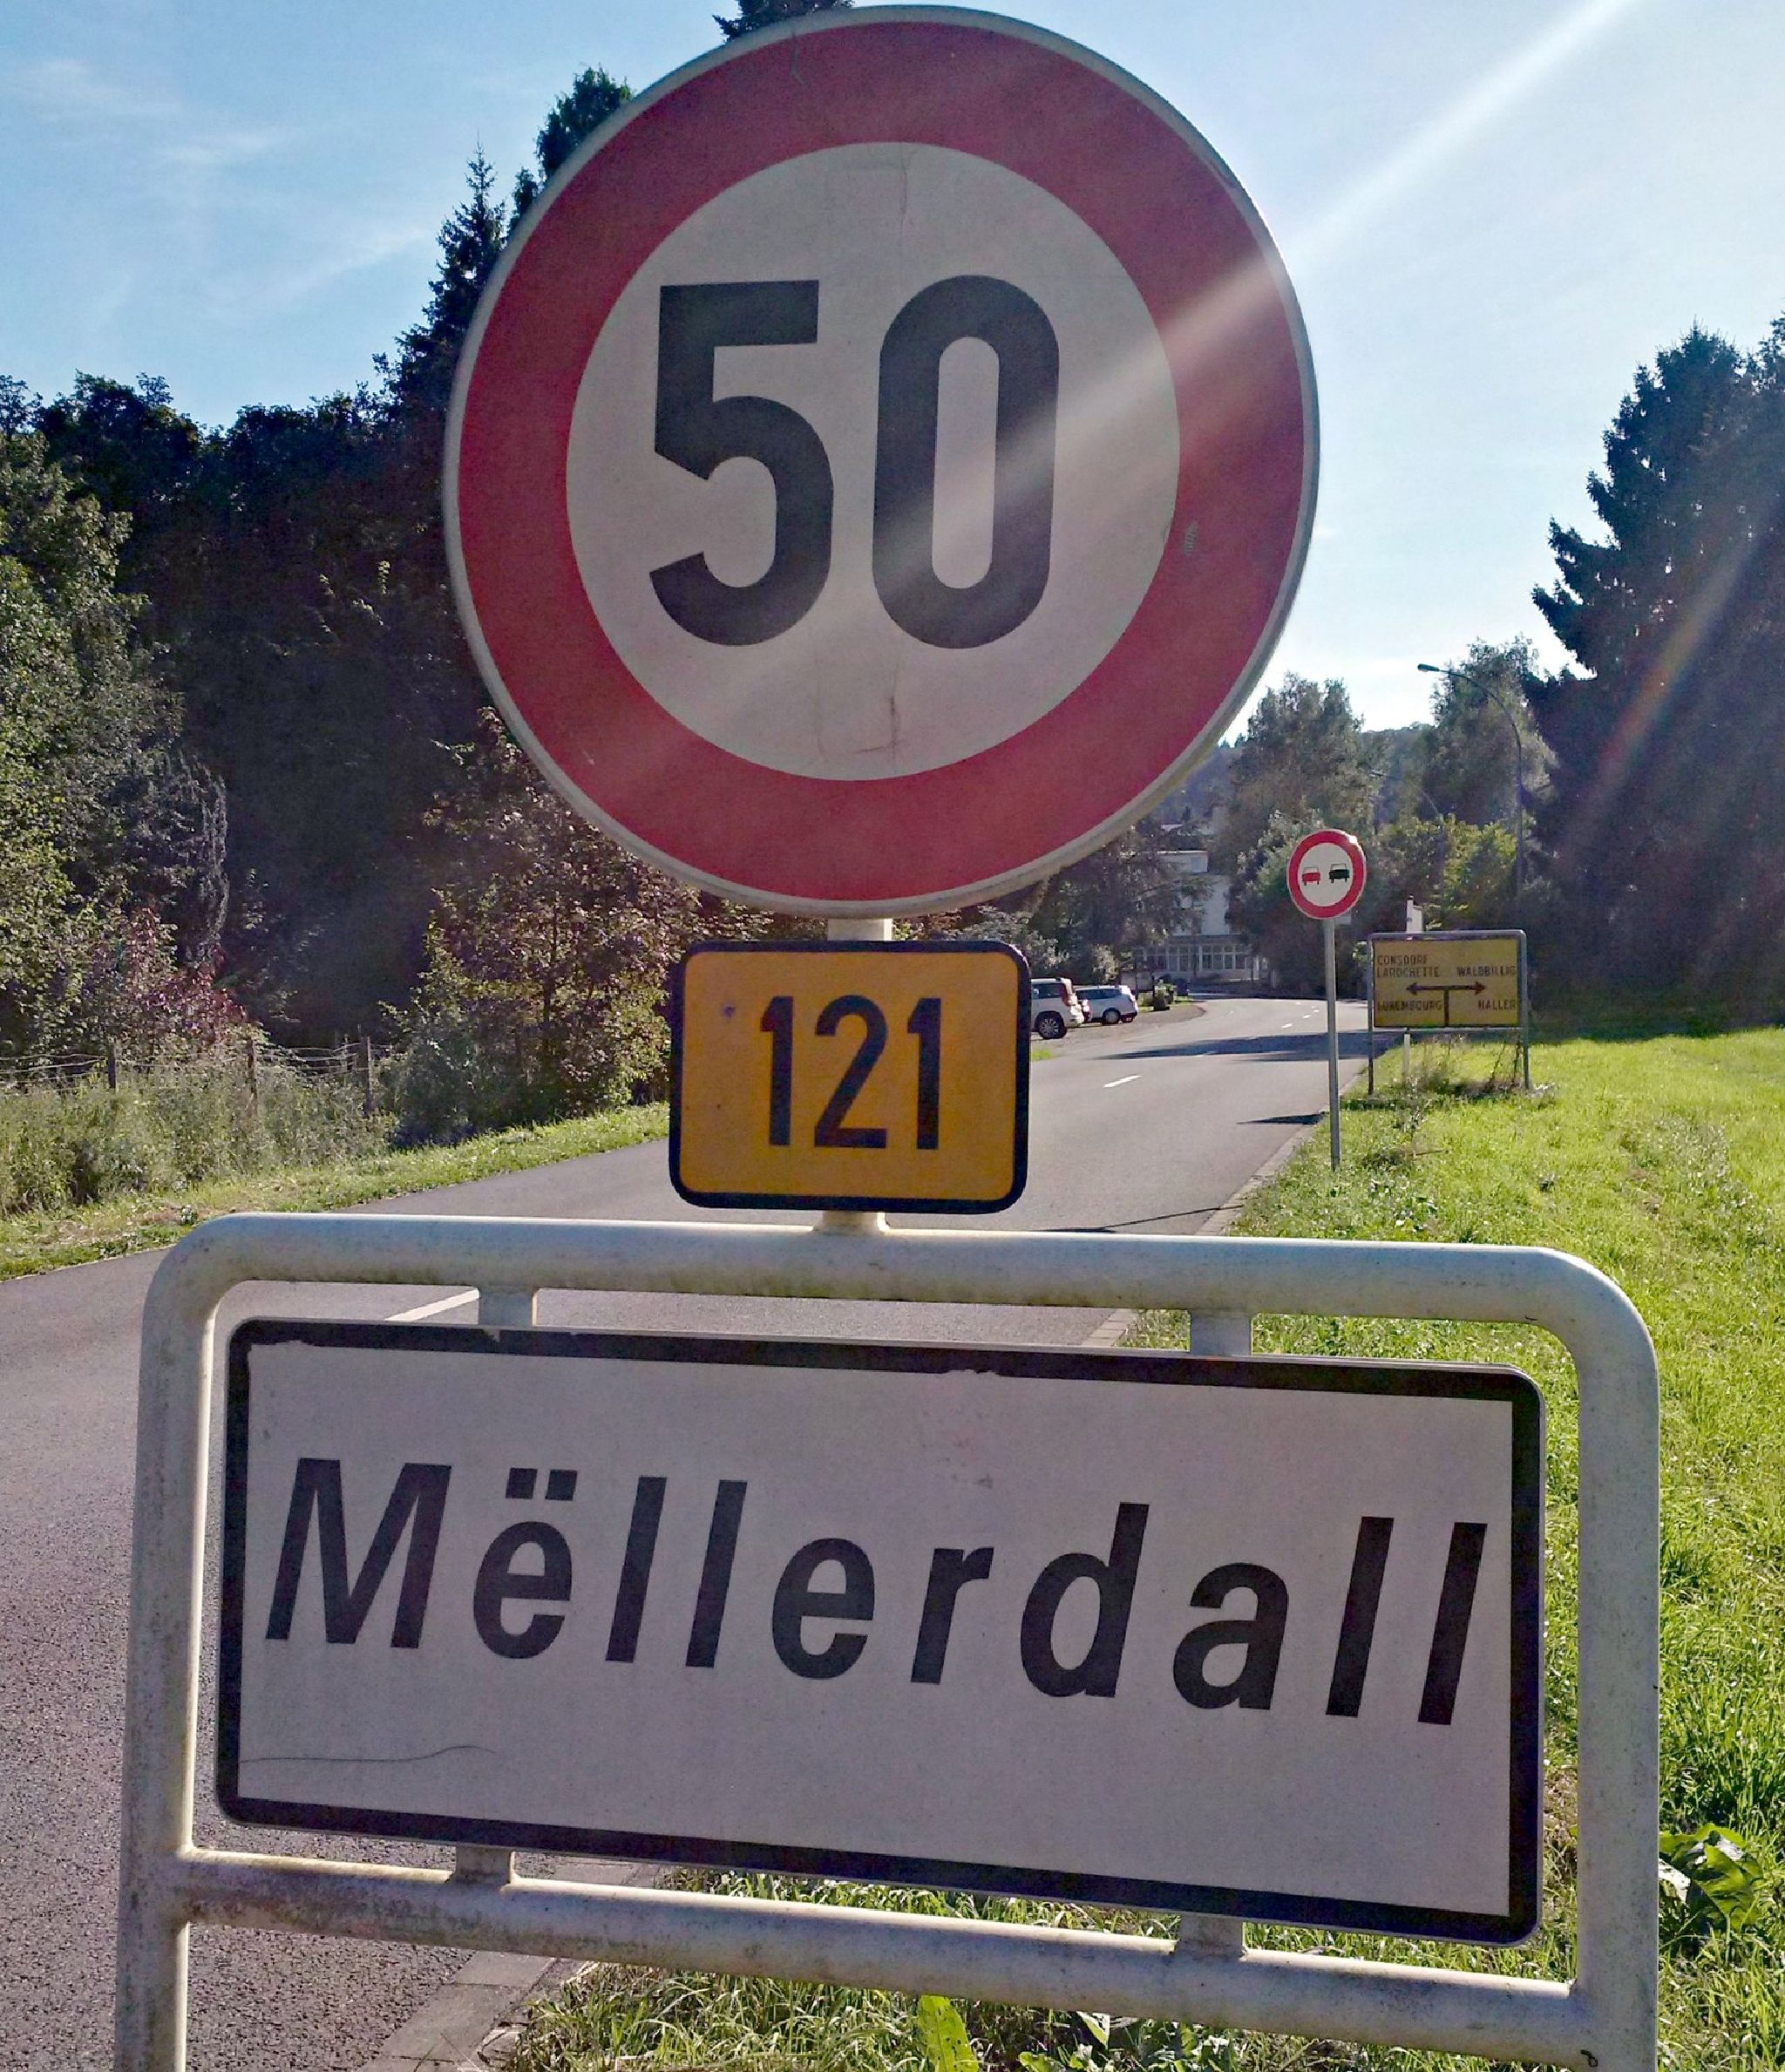 50
121
CONSDORF
LAROCHETTE WALDBILLIG
LUXEMBOURG HALLER
Mëllerdall